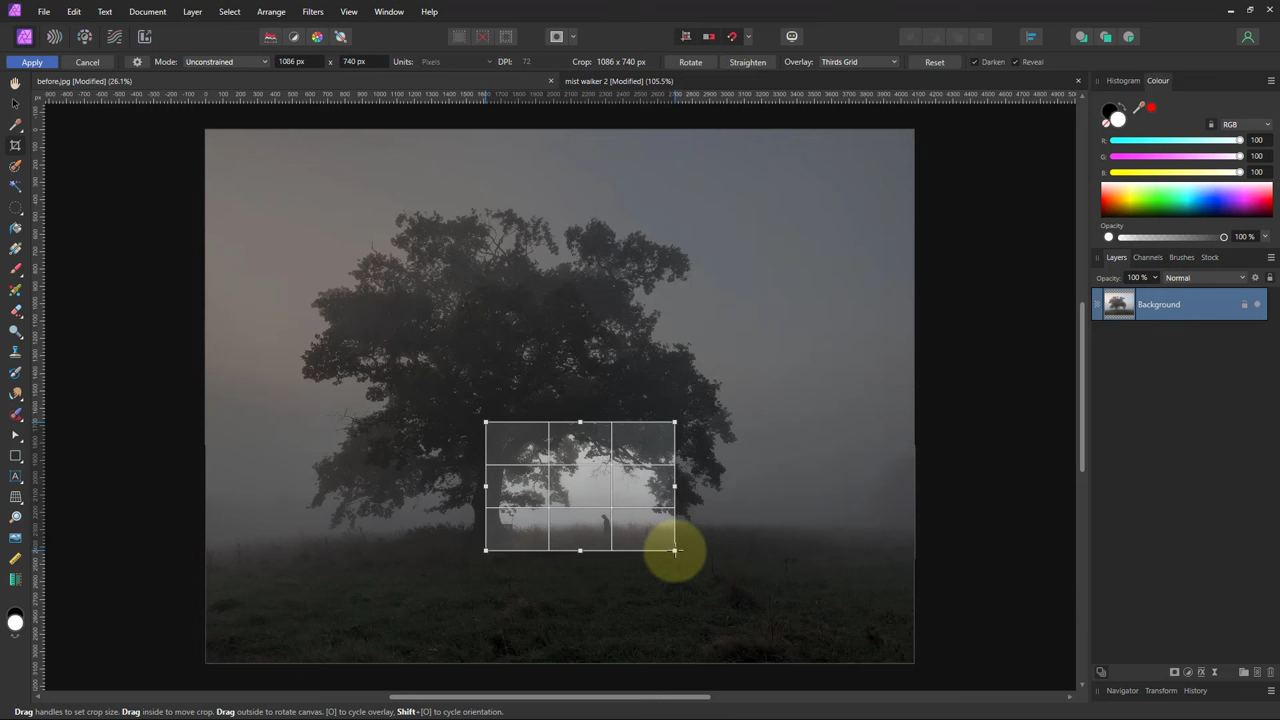 File Edit Text Document Layer Select Arrange Filters View Window Help
Apply Cancel Mode: Unconstrained 1086 px x 740 px Units: Pixels DPI: 72 Crop: 1086 x 740 px Rotate Straighten Overlay: Thirds Grid Reset Darken Reveal
before.jpg [Modified] (26.1%) mist walker 2 [Modified] (105.5%)
Histogram Colour
RGB
R: 100
G: 100
B: 100
Opacity
100 %
Layers Channels Brushes Stock
Opacity: 100 % Normal
Background
Navigator Transform History
Drag handles to set crop size. Drag inside to move crop. Drag outside to rotate canvas. [O] to cycle overlay, Shift+[O] to cycle orientation.